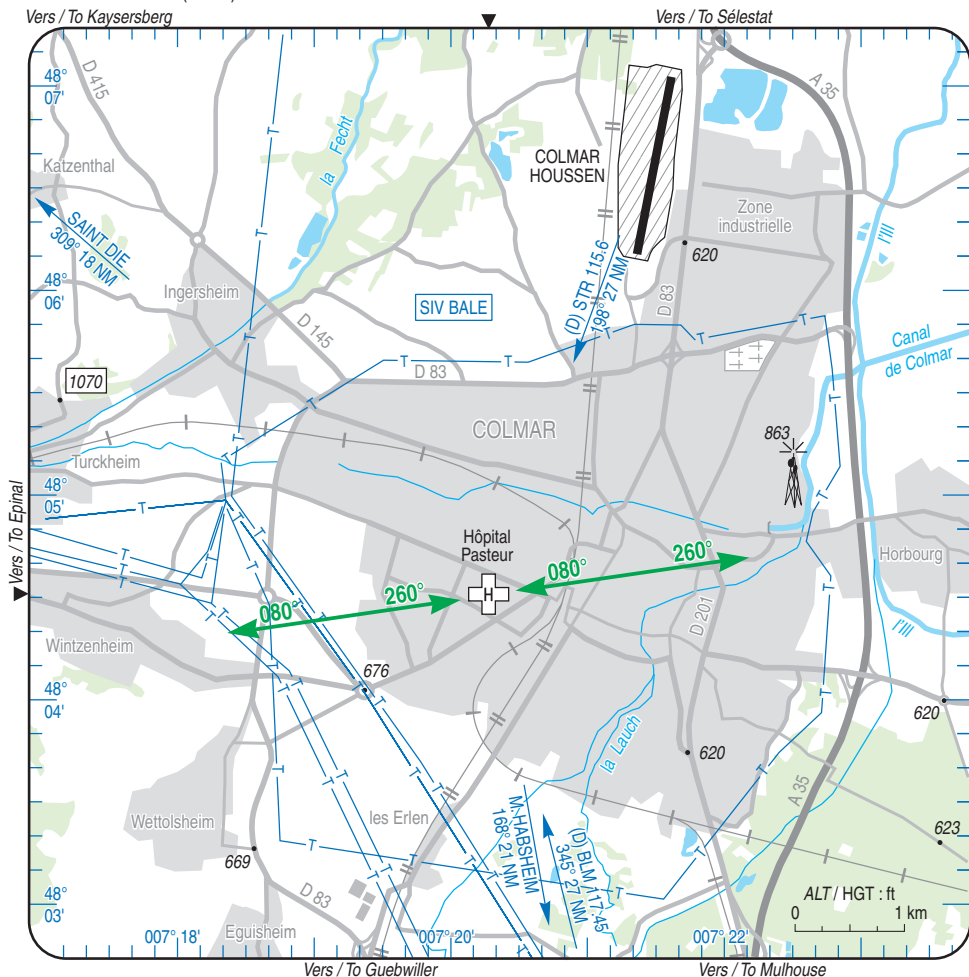 Vers / To Kaysersberg
Vers / To Sélestat
48°
07'
D 415
A 35
la Fecht
Katzenthal
COLMAR
HOUSSEN
Zone
industrielle
l'Ill
SAINT DIE
309° 18 NM
620
(D) STR 115.6
198° 27 NM
48°
06'
Ingersheim
SIV BALE
D 83
D 145
Canal
de Colmar
T
T
T
T
T
T
T
T
1070
D 83
COLMAR
863
Turckheim
48°
05'
Vers / To Epinal
Hôpital
Pasteur
H
Horbourg
080°
260°
080°
260°
D 201
l'Ill
Wintzenheim
676
48°
04'
620
la Lauch
620
A 35
Wettolsheim
les Erlen
M. HABSHEIM
168° 21 NM
(D) BLM 117.45
345° 27 NM
623
669
48°
03'
D 83
ALT / HGT : ft
0 1 km
007° 18'
007° 20'
007° 22'
Eguisheim
Vers / To Guebwiller
Vers / To Mulhouse